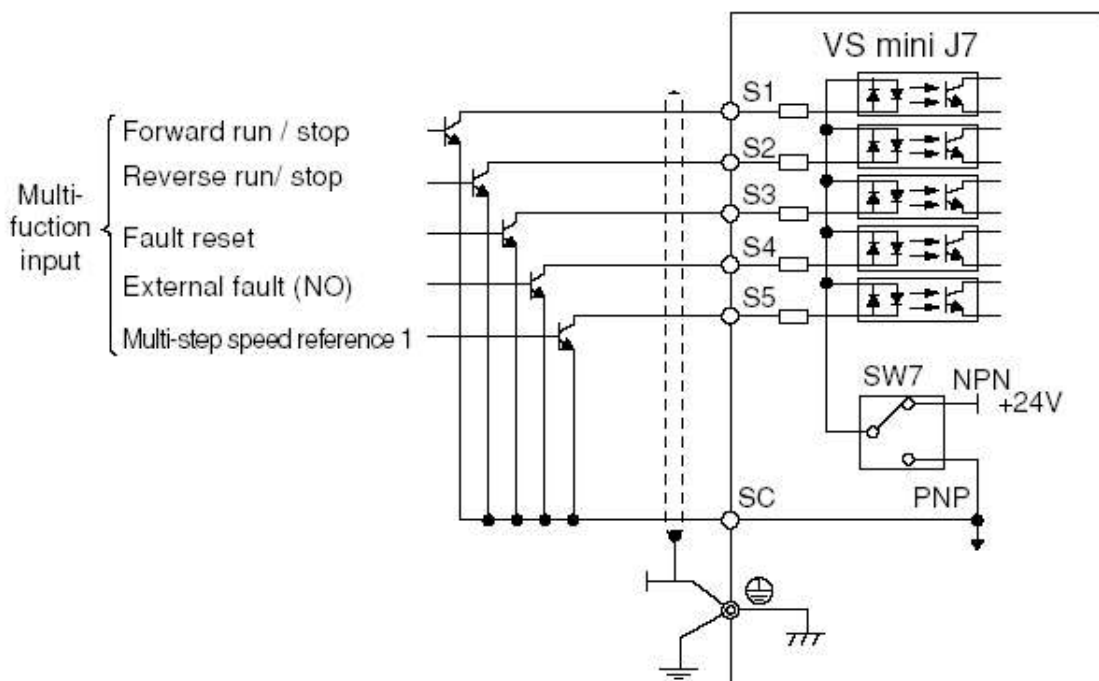 VS mini J7
Multi-
fuction
input
Forward run / stop
Reverse run/ stop
Fault reset
External fault (NO)
Multi-step speed reference 1
S1
S2
S3
S4
S5
SW7
NPN
+24V
PNP
SC